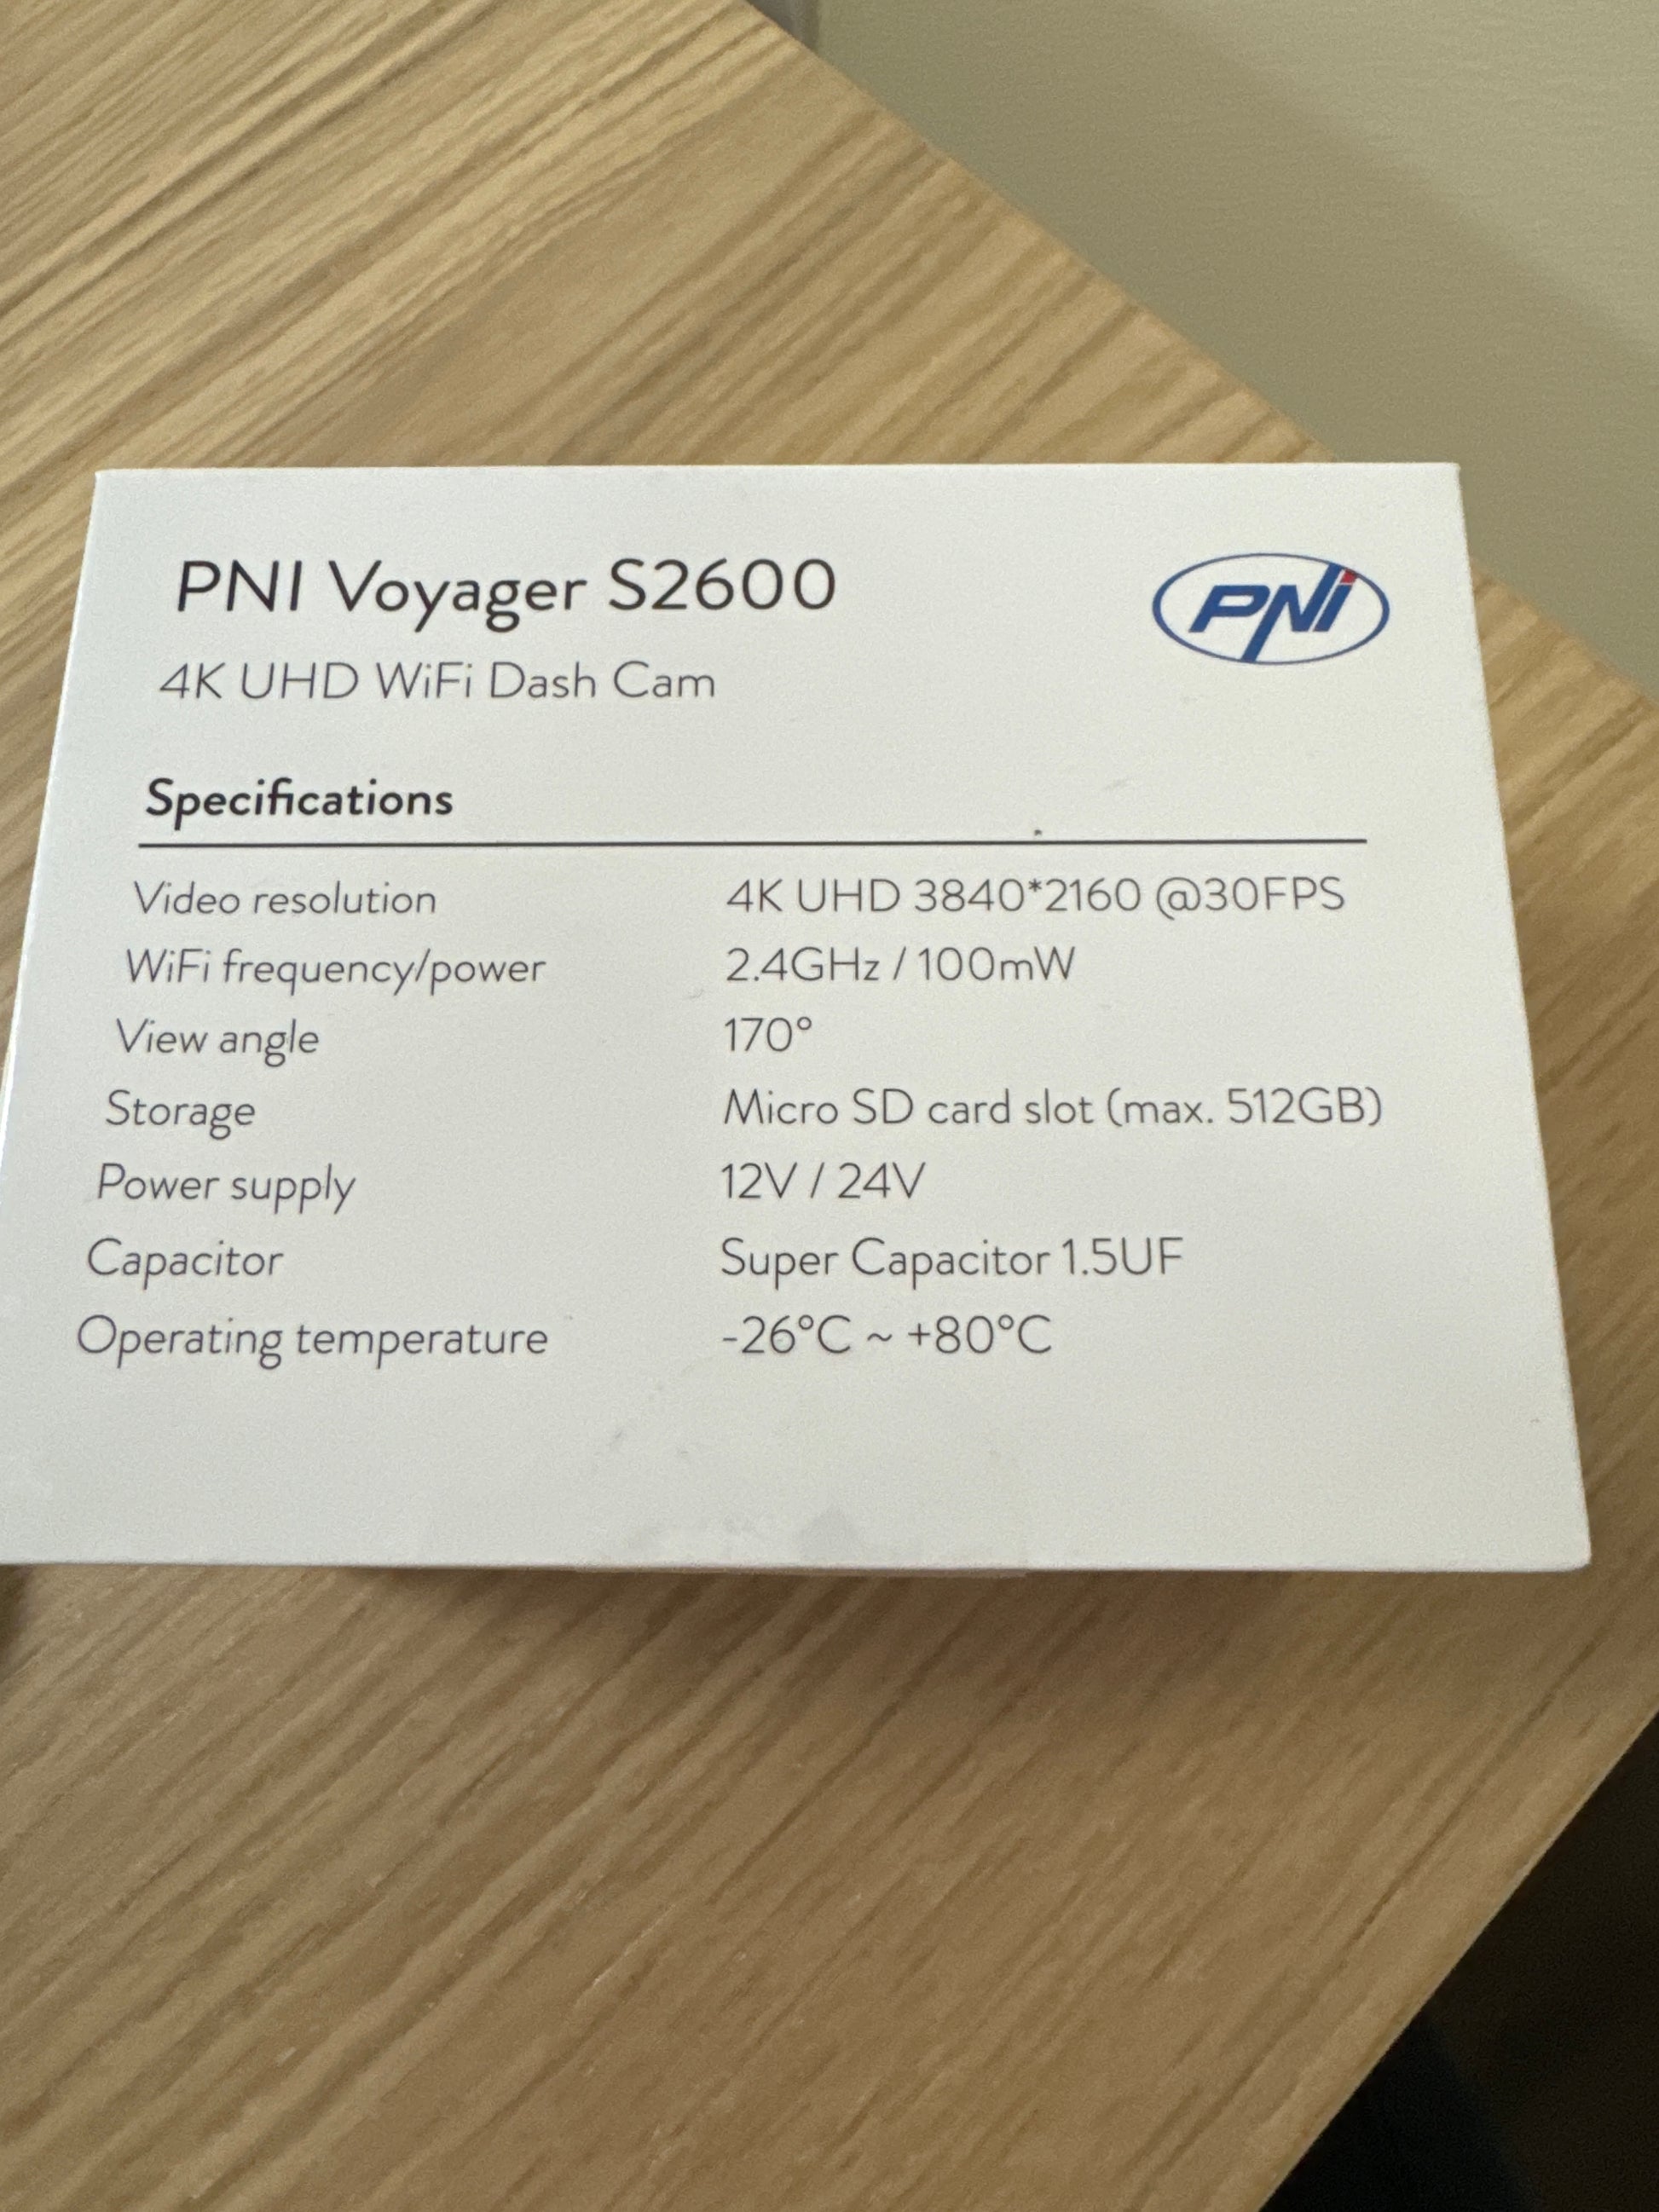 PNI Voyager S2600
PNI
4K UHD WiFi Dash Cam
Specifications
Video resolution 4K UHD 3840*2160 @30FPS
WiFi frequency/power 2.4GHz / 100mW
View angle 170°
Storage Micro SD card slot (max. 512GB)
Power supply 12V / 24V
Capacitor Super Capacitor 1.5UF
Operating temperature -26°C ~ +80°C